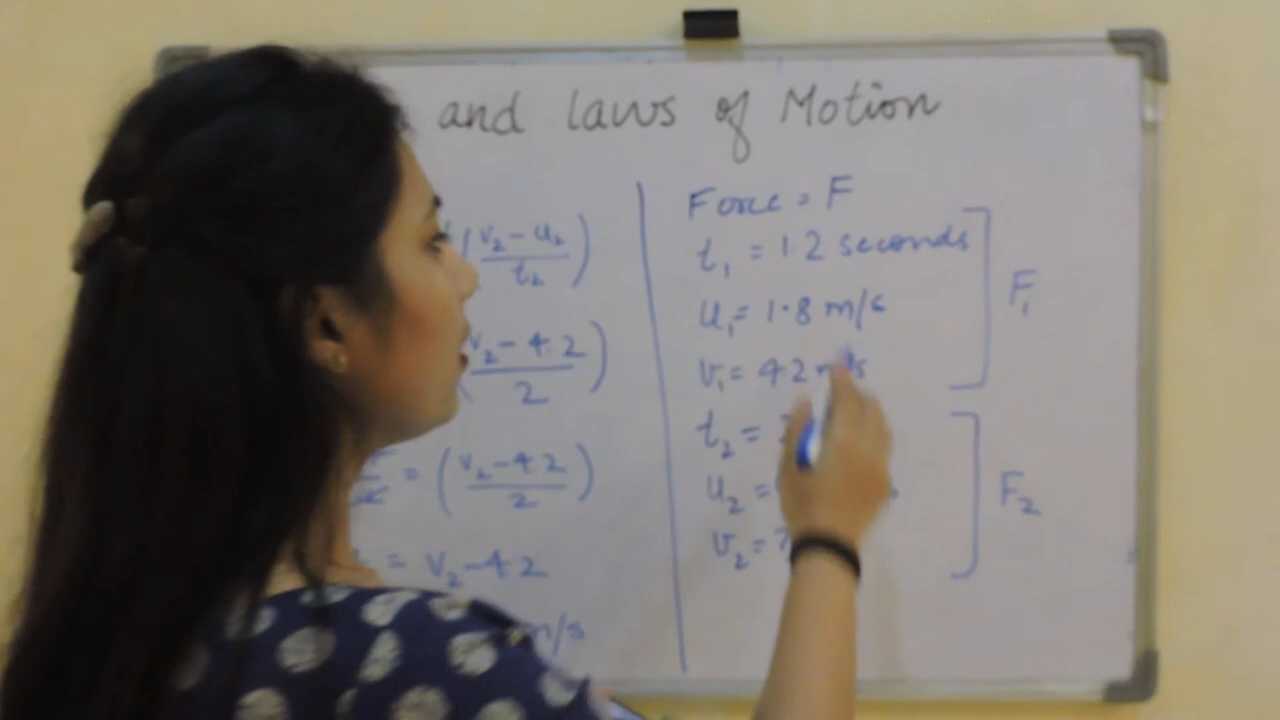 and laws of Motion
(v₂ - u₂ / t₂)
v₂ - 4.2 / 2)
= (v₂ - 4.2 / 2)
= v₂ - 4.2
m/s
Force = F
t₁ = 1.2 seconds
u₁ = 1.8 m/s
v₁ = 4.2 m/s
F₁
t₂ =
u₂ =
v₂ = ?
F₂